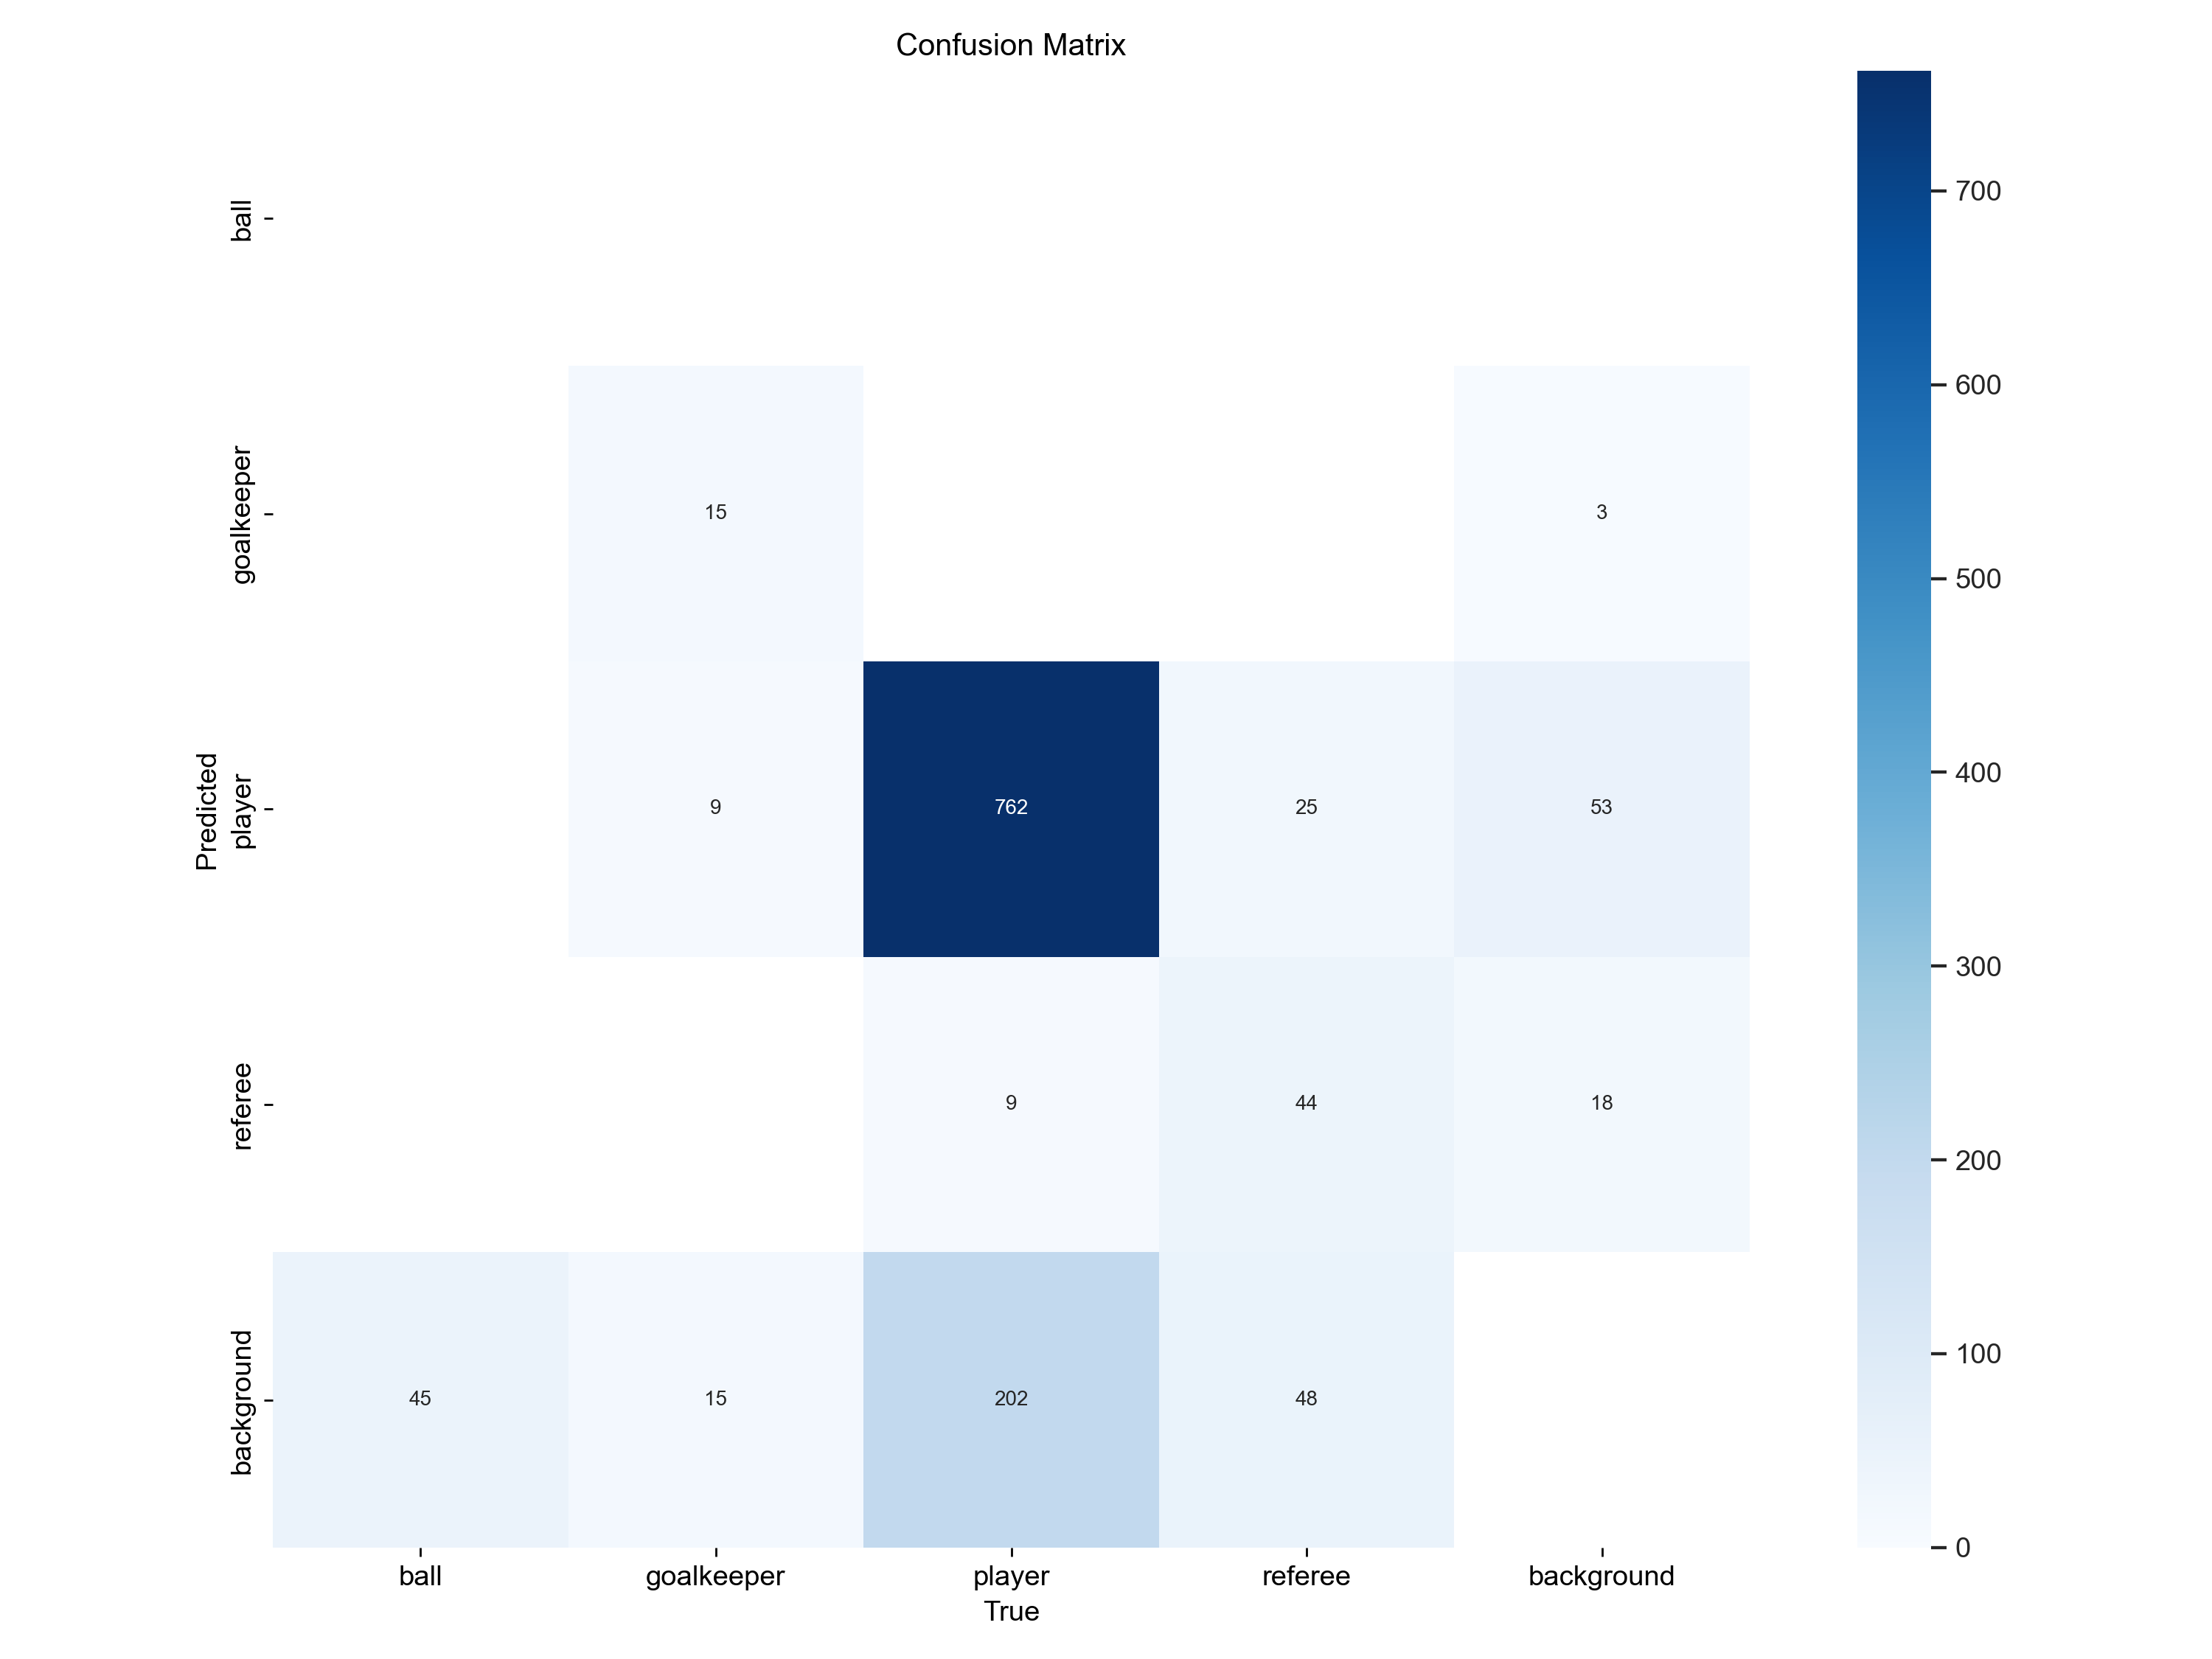 Confusion Matrix
ball
goalkeeper
player
referee
background
Predicted
15
3
9
762
25
53
9
44
18
45
15
202
48
ball
goalkeeper
player
referee
background
True
700
600
500
400
300
200
100
0